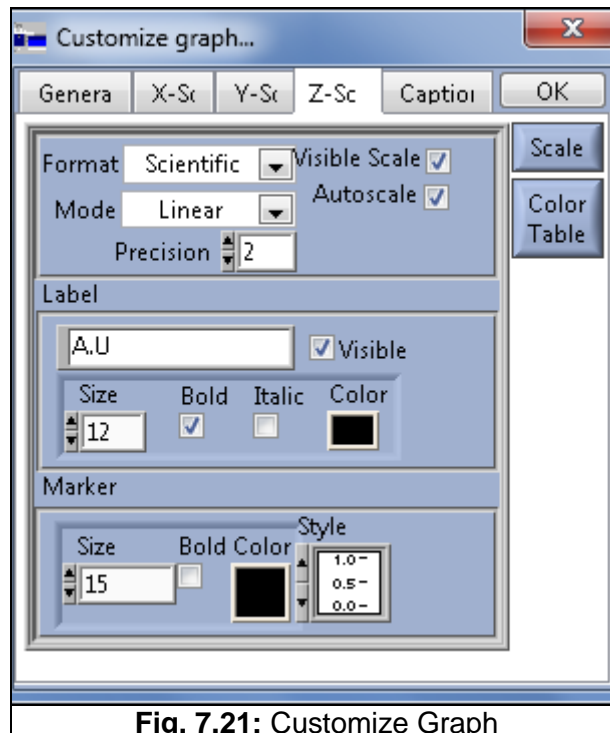 Customize graph...
Genera X-Sc Y-Sc Z-Sc Caption OK
Format Scientific Visible Scale Scale
Mode Linear Autoscale Color Table
Precision 2
Label
A.U Visible
Size Bold Italic Color
12
Marker
Size Bold Color Style
15 1.0
0.5
0.0
Fig. 7.21: Customize Graph